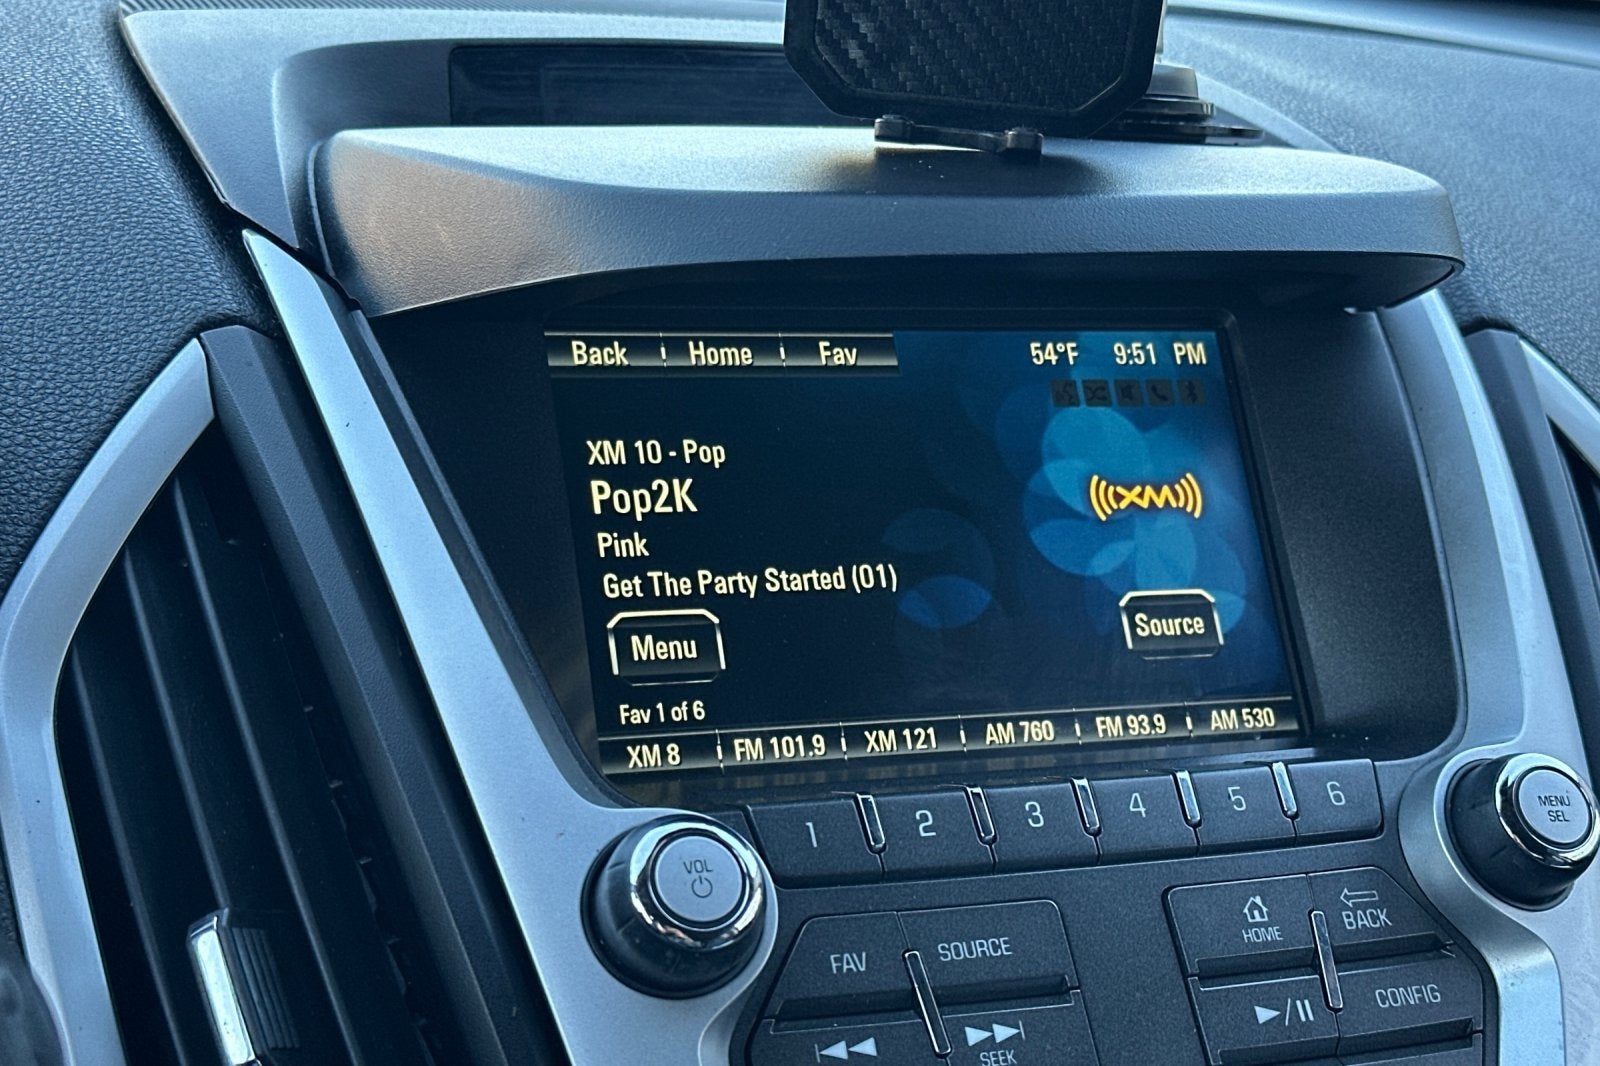 Back Home Fav 54°F 9:51 PM
XM 10 - Pop
Pop2K
((XM))
Pink
Get The Party Started (01)
Menu
Source
Fav 1 of 6
XM 8 FM 101.9 XM 121 AM 760 FM 93.9 AM 530
1 2 3 4 5 6
VOL
MENU
SEL
FAV SOURCE
HOME
BACK
SEEK
CONFIG